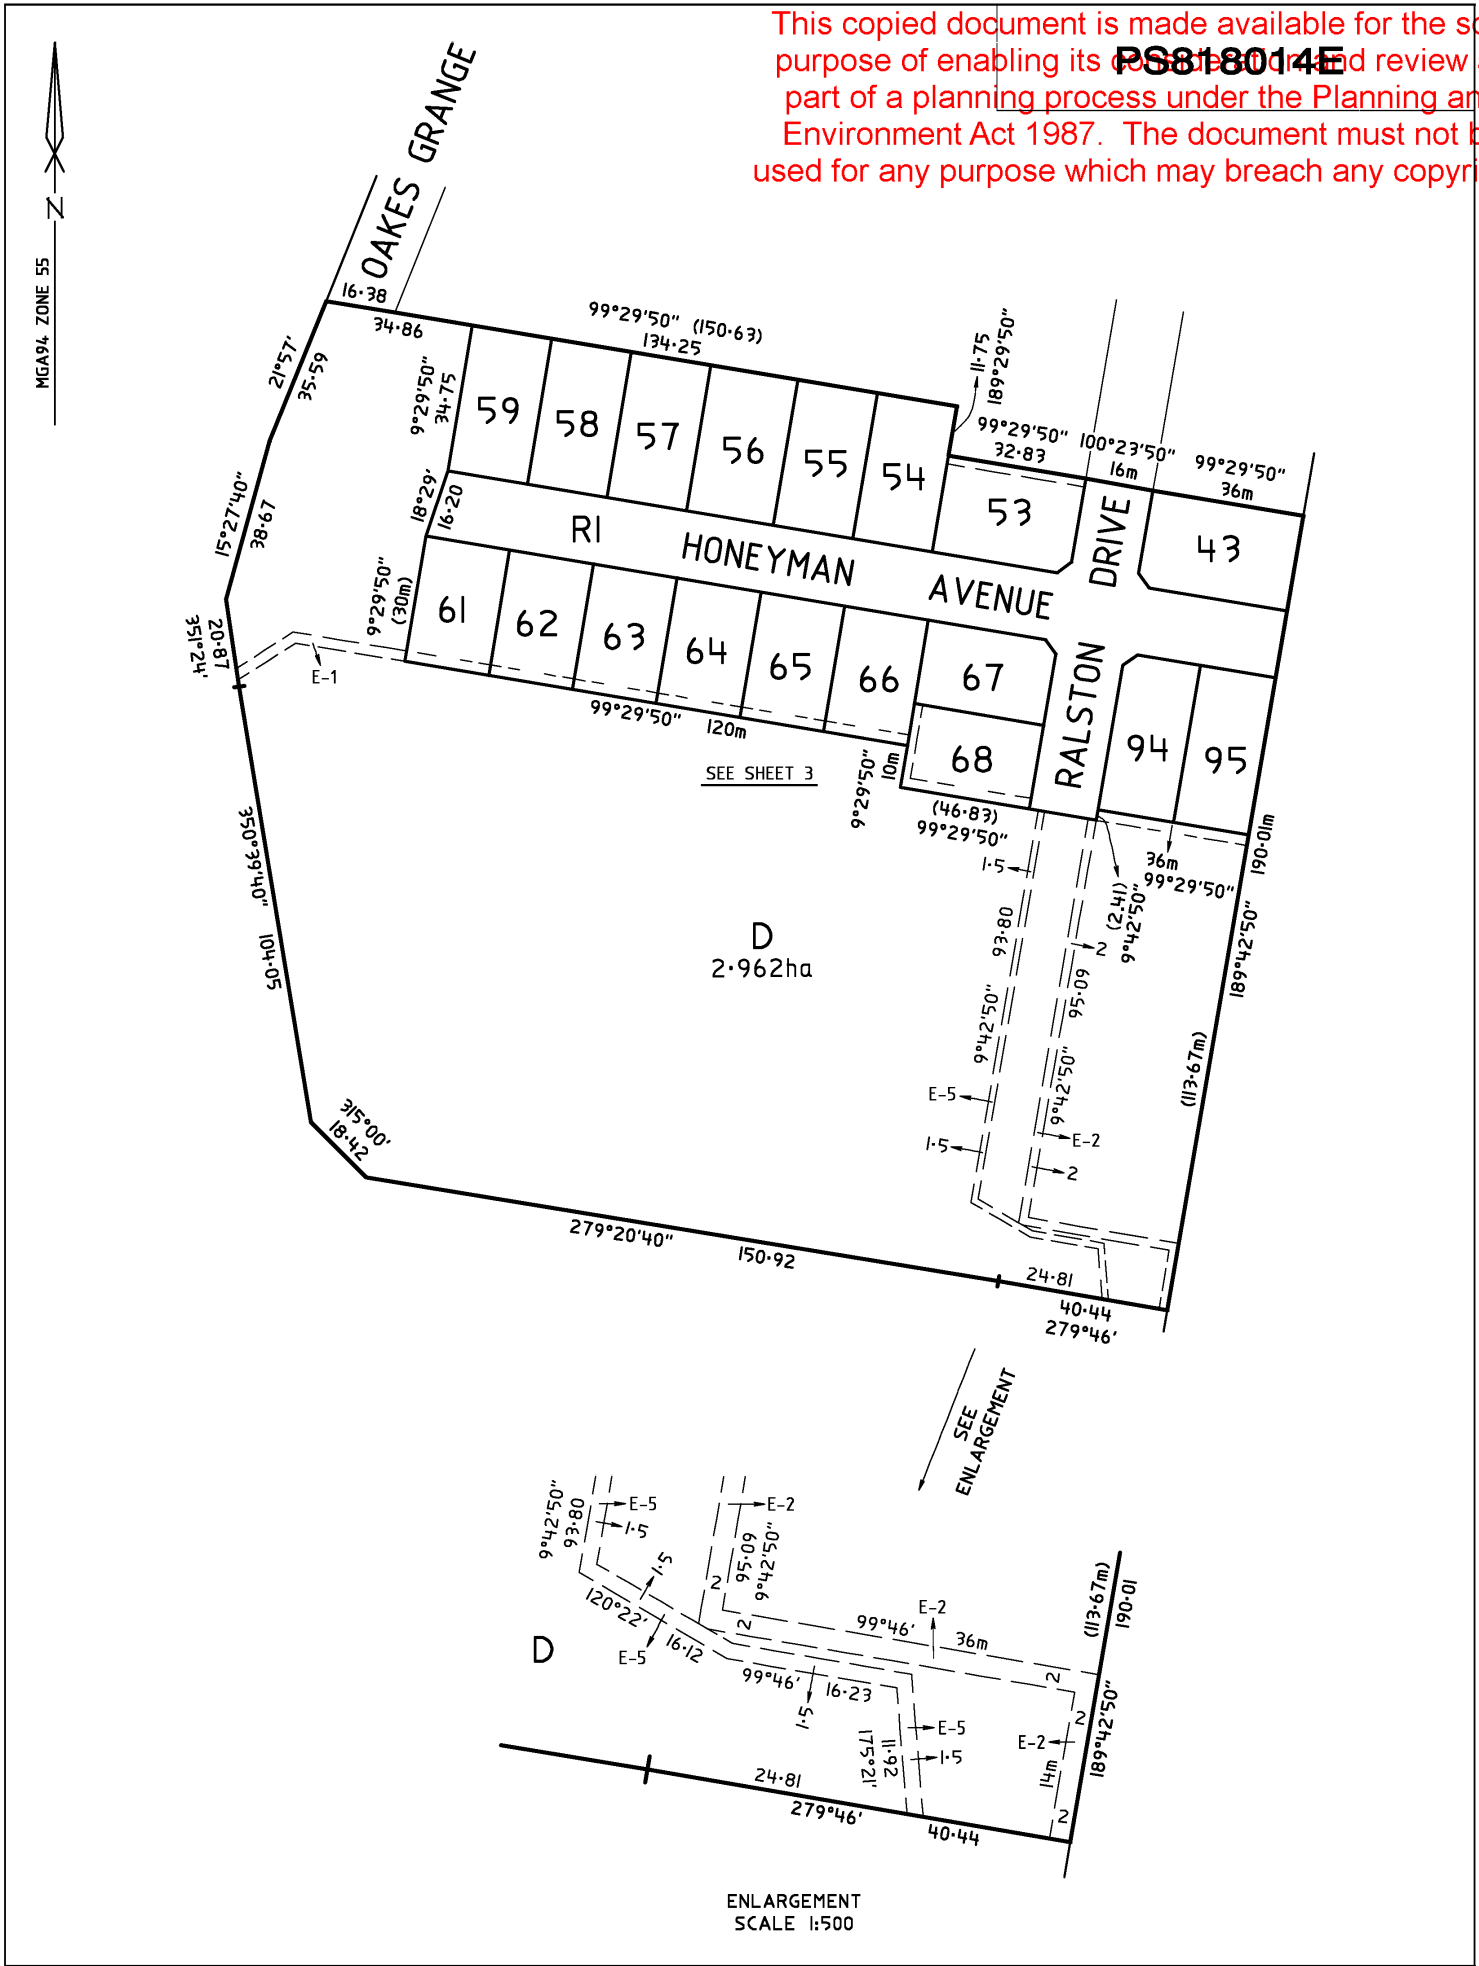 This copied document is made available for the so
purpose of enabling its consideration and review
part of a planning process under the Planning an
Environment Act 1987. The document must not b
used for any purpose which may breach any copyri
PS818014E
MGA94 ZONE 55
N
OAKES GRANGE
16·38
34·86
99°29'50" (150·63)
134·25
11·75
189°29'50"
99°29'50"
32·83
100°23'50"
16m
99°29'50"
36m
21°57'
35·59
9°29'50"
34·75
59
58
57
56
55
54
53
43
18°29'
16·20
R1
HONEYMAN
AVENUE
RALSTON
DRIVE
15°27'40"
38·67
9°29'50"
(30m)
61
62
63
64
65
66
67
68
94
95
20·87
351°24'
E-1
99°29'50"
120m
SEE SHEET 3
9°29'50"
10m
(46·83)
99°29'50"
36m
99°29'50"
(2.41)
9°42'50"
190·01m
189°42'50"
(113·67m)
350°39'40"
104·05
D
2·962ha
1·5
93·80
9°42'50"
2
95·09
9°42'50"
E-5
1·5
E-2
2
315°00'
18·42
279°20'40"
150·92
24·81
40·44
279°46'
SEE
ENLARGEMENT
9°42'50"
93·80
E-5
1·5
E-2
1·5
2
95·09
9°42'50"
2
120°22'
16·12
E-5
D
99°46'
E-2
36m
(113·67m)
190·01
99°46'
16·23
1·5
2
2
189°42'50"
E-2
14m
2
11·92
175°21'
E-5
1·5
24·81
279°46'
40·44
ENLARGEMENT
SCALE 1:500